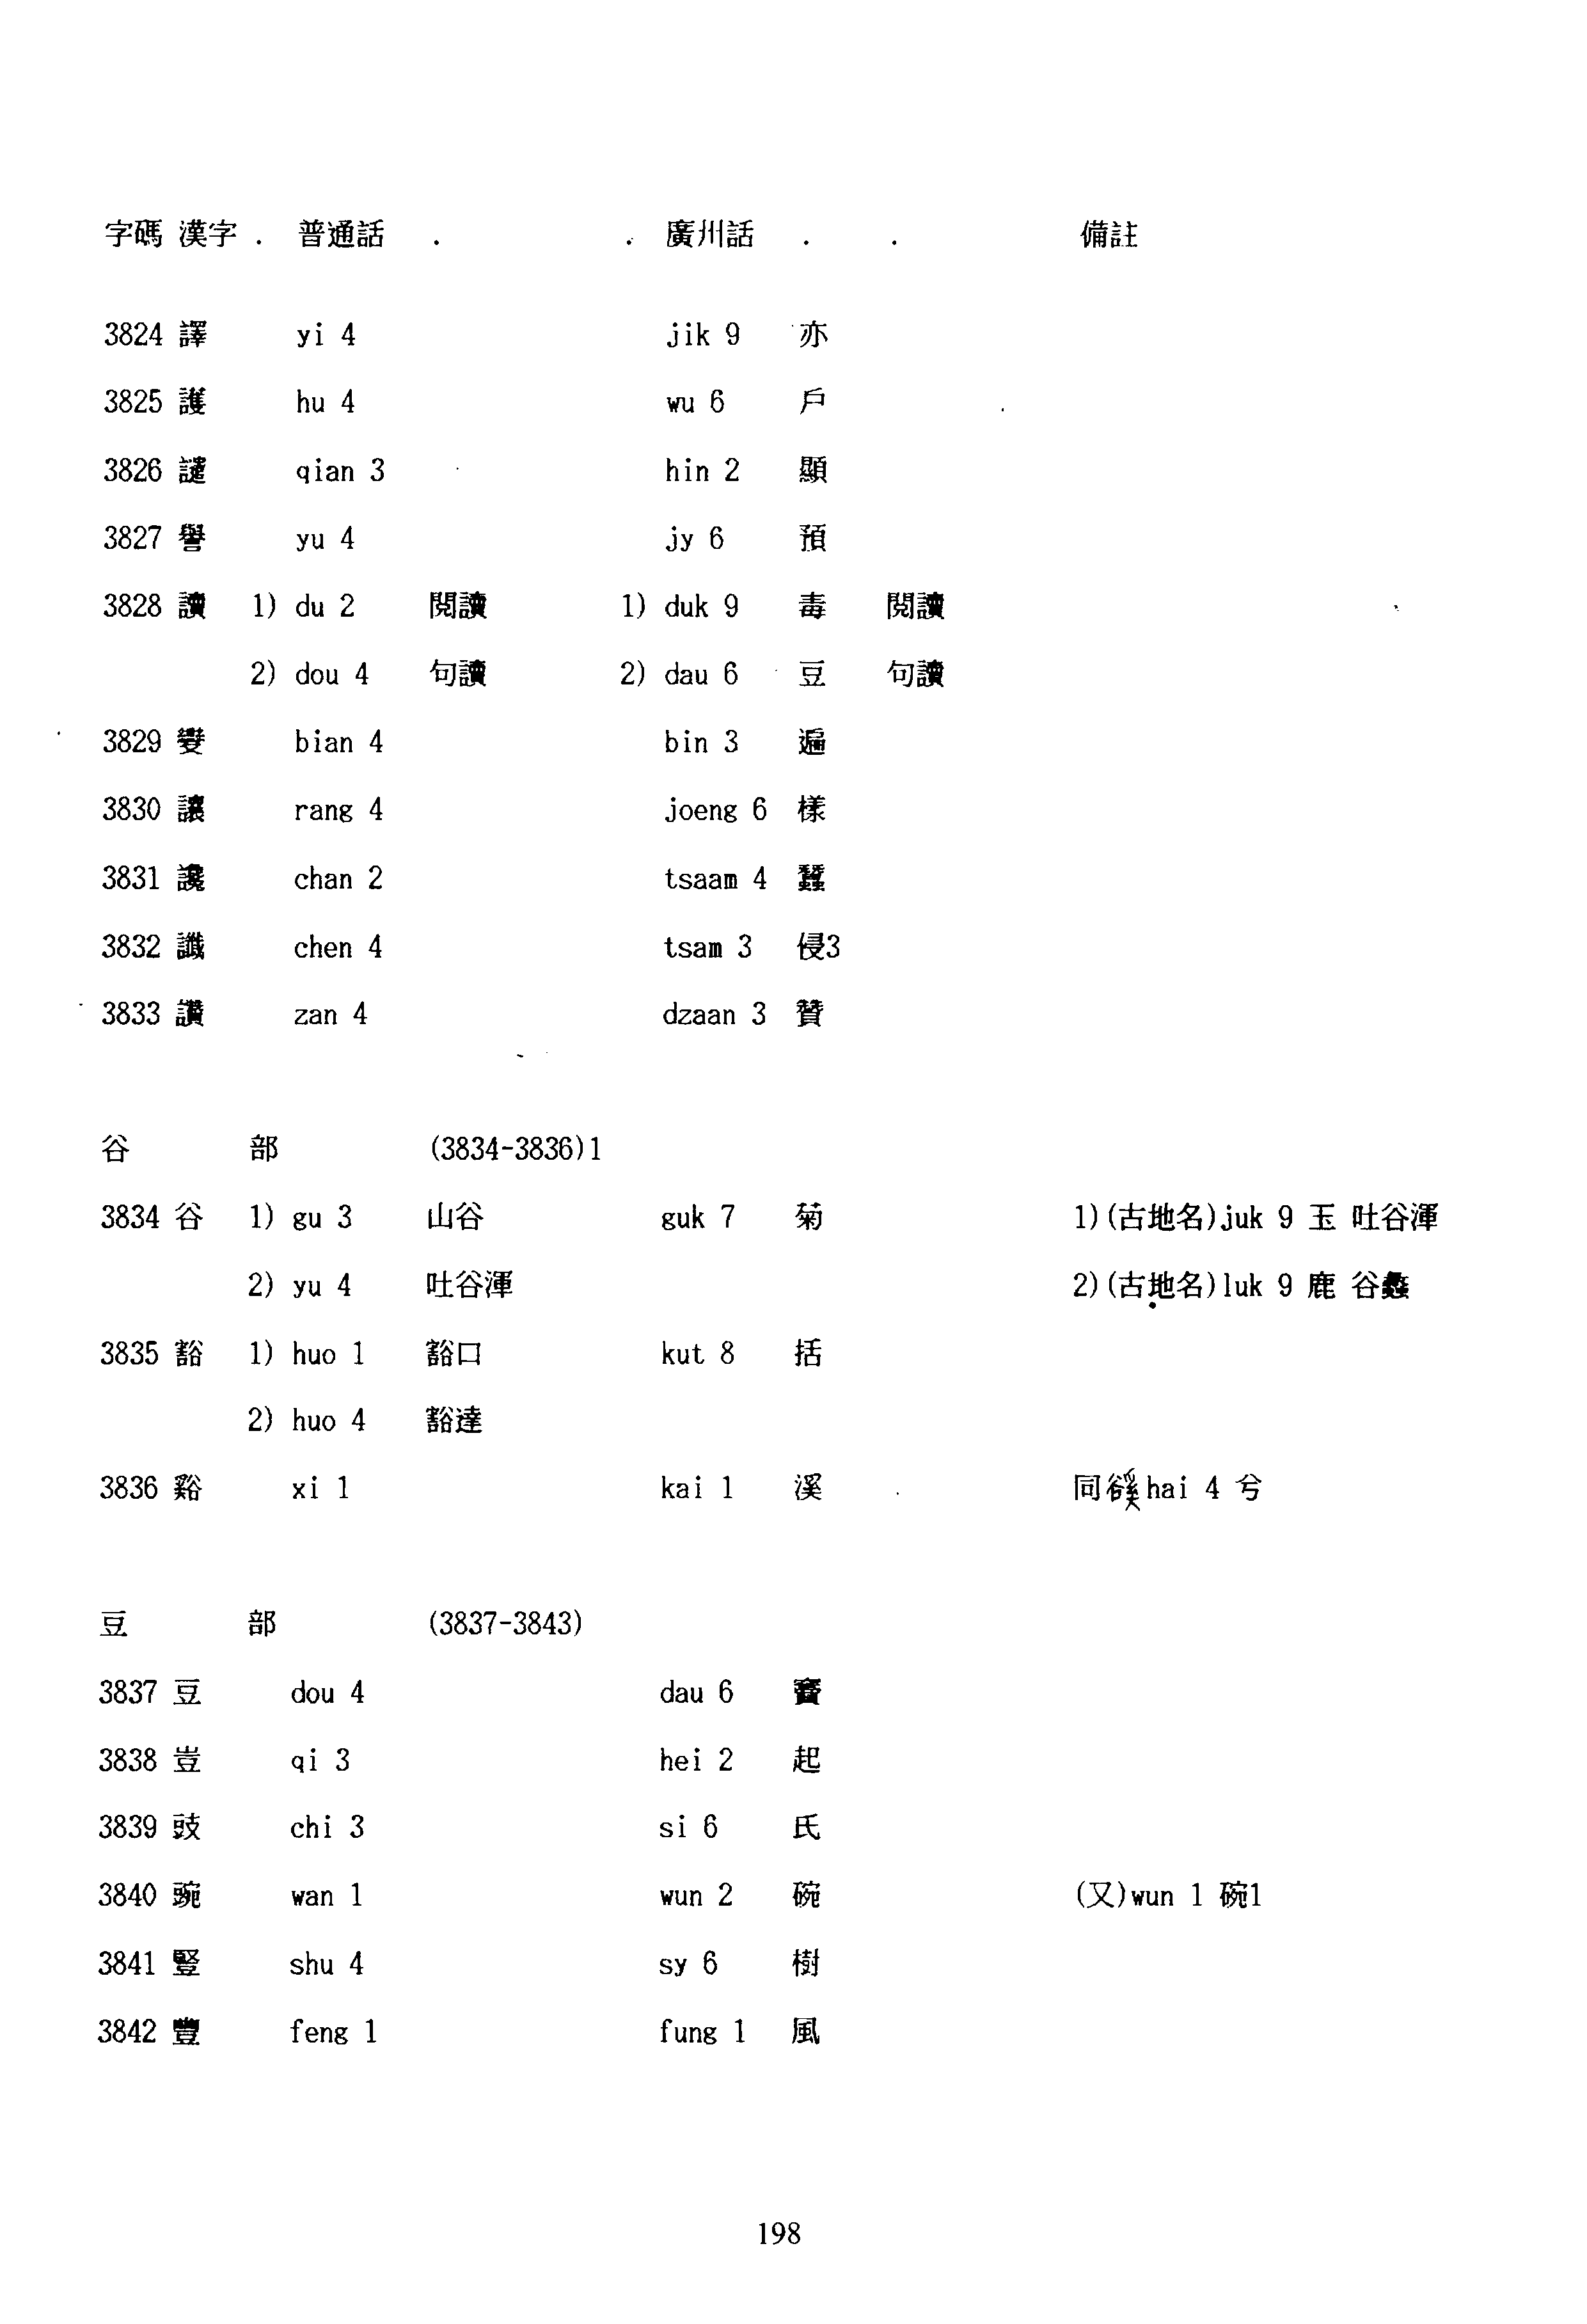 字碼 漢字 . 普通話 . . 廣州話 . . 備註
3824 譯 yi 4 jik 9 亦
3825 護 hu 4 wu 6 戶
3826 譴 qian 3 hin 2 顯
3827 譽 yu 4 jy 6 預
3828 讀 1) du 2 閱讀 1) duk 9 毒 閱讀
2) dou 4 句讀 2) dau 6 豆 句讀
3829 變 bian 4 bin 3 遍
3830 讓 rang 4 joeng 6 樣
3831 讒 chan 2 tsaam 4 蠶
3832 讖 chen 4 tsam 3 侵3
3833 讚 zan 4 dzaan 3 贊
谷 部 (3834-3836)1
3834 谷 1) gu 3 山谷 guk 7 菊 1)(古地名)juk 9 玉 吐谷渾
2) yu 4 吐谷渾 2)(古地名)luk 9 鹿 谷蠡
3835 豁 1) huo 1 豁口 kut 8 括
2) huo 4 豁達
3836 谿 xi 1 kai 1 溪 同豀hai 4 兮
豆 部 (3837-3843)
3837 豆 dou 4 dau 6 竇
3838 豈 qi 3 hei 2 起
3839 豉 chi 3 si 6 氏
3840 豌 wan 1 wun 2 碗 (又)wun 1 碗1
3841 豎 shu 4 sy 6 樹
3842 豐 feng 1 fung 1 風
198